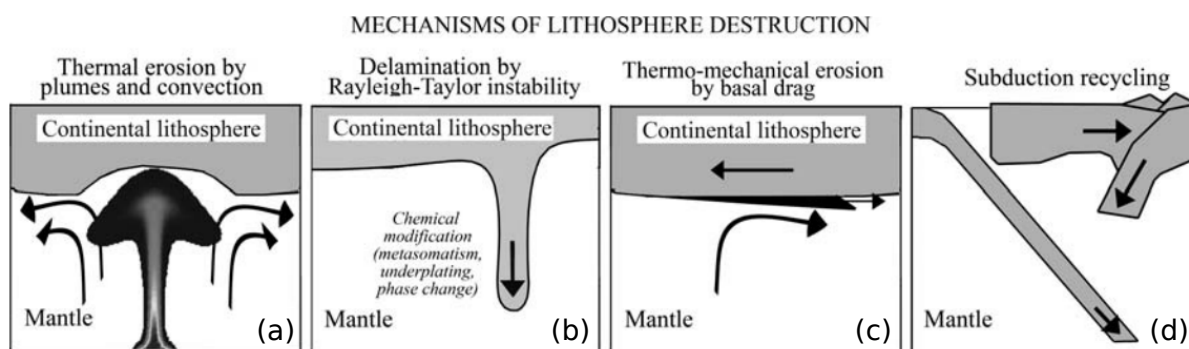 MECHANISMS OF LITHOSPHERE DESTRUCTION
Thermal erosion by
plumes and convection
Continental lithosphere
Mantle
(a)
Delamination by
Rayleigh-Taylor instability
Continental lithosphere
Chemical
modification
(metasomatism,
underplating,
phase change)
Mantle
(b)
Thermo-mechanical erosion
by basal drag
Continental lithosphere
Mantle
(c)
Subduction recycling
Mantle
(d)